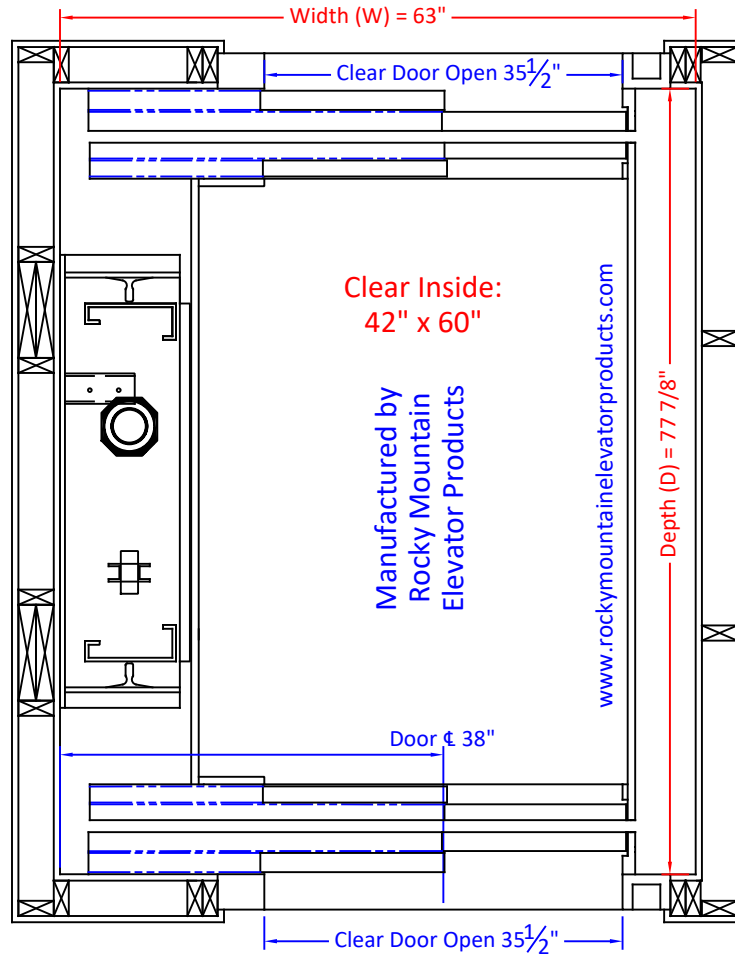 Width (W) = 63"
Clear Door Open 35½"
Clear Inside:
42" x 60"
Manufactured by
Rocky Mountain
Elevator Products
www.rockymountainelevatorproducts.com
Depth (D) = 77 7/8"
Door ℄ 38"
Clear Door Open 35½"